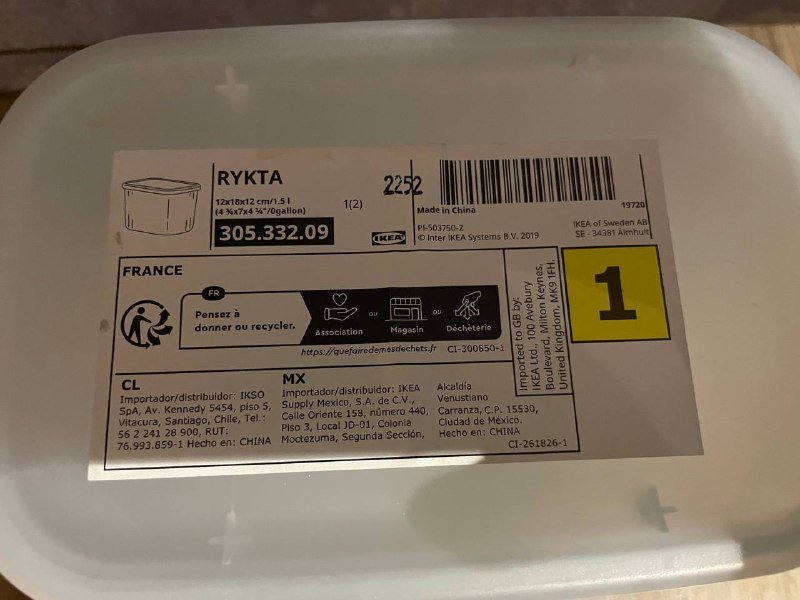 RYKTA
12x18x12 cm/1.5 l
(4 ¾x7x4 ¾"/0gallon)
305.332.09
1(2)
2252
IKEA
Made in China
19720
PI-503750-2
© Inter IKEA Systems B.V. 2019
IKEA of Sweden AB
SE - 34381 Älmhult
FRANCE
FR
Pensez à
donner ou recycler.
Association
OU
Magasin
OU
Déchèterie
https://quefairedemesdechets.fr
CI-300850-1
Imported to GB by:
IKEA Ltd., 100 Avebury
Boulevard, Milton Keynes,
United Kingdom, MK9 1FH.
1
CL
Importador/distribuidor: IKSO
SpA, Av. Kennedy 5454, piso 5,
Vitacura, Santiago, Chile, Tel.:
56 2 241 28 900, RUT:
76.993.859-1 Hecho en: CHINA
MX
Importador/distribuidor: IKEA
Supply Mexico, S.A. de C.V.,
Calle Oriente 158, número 440,
Piso 3, Local JD-01, Colonia
Moctezuma, Segunda Sección,
Alcaldía
Venustiano
Carranza, C.P. 15530,
Ciudad de México.
Hecho en: CHINA
CI-261826-1